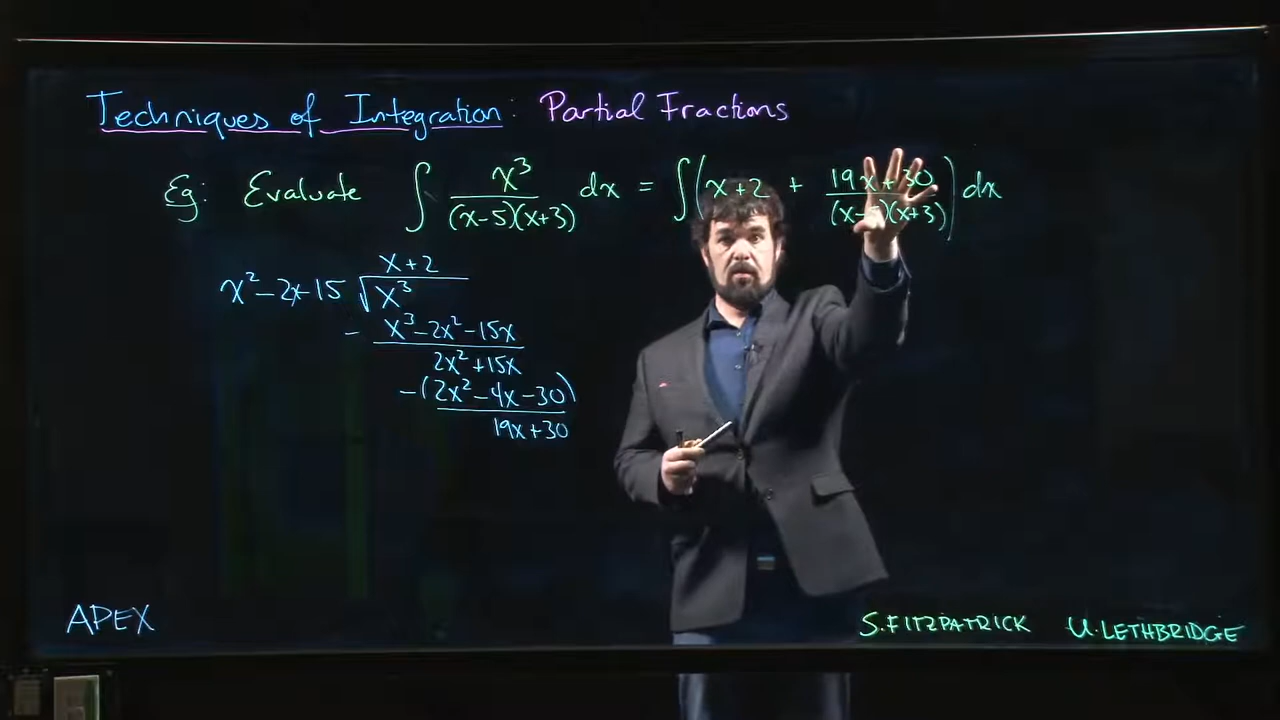 Techniques of Integration: Partial Fractions
Eg: Evaluate ∫ x³/((x-5)(x+3)) dx = ∫(x+2 + (19x+30)/((x-5)(x+3))) dx
x+2
x²-2x-15 √x³
- x³-2x²-15x
2x²+15x
-(2x²-4x-30)
19x+30
APEX
S.FITZPATRICK U.LETHBRIDGE